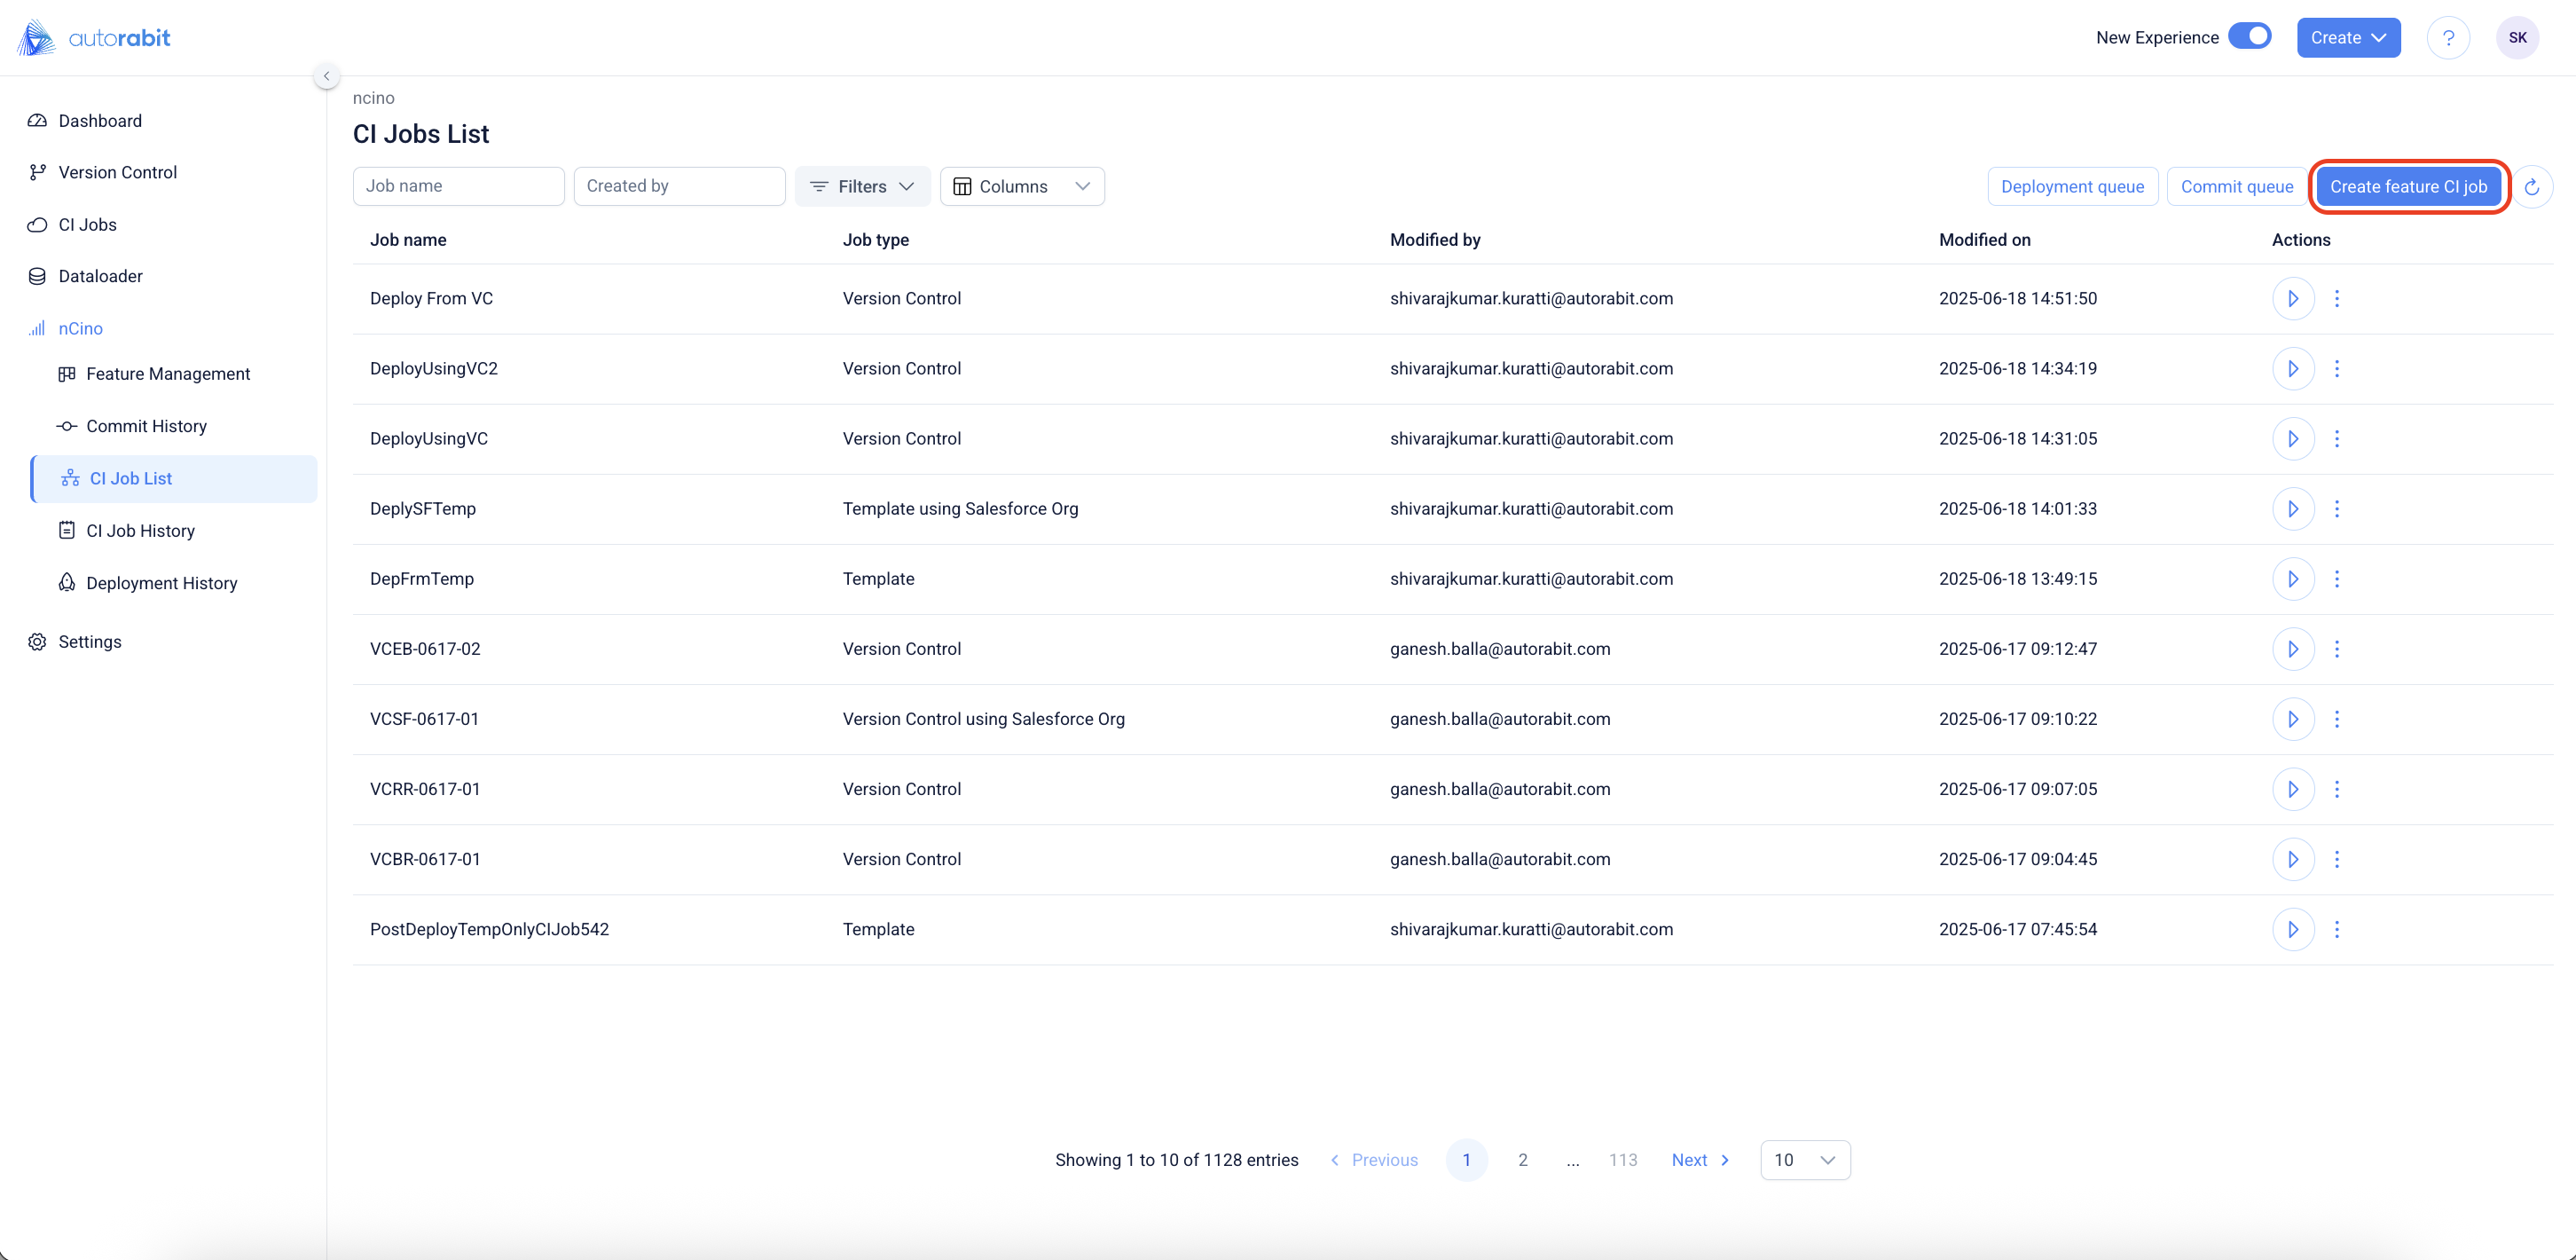 autorabit
New Experience
Create
?
SK
Dashboard
Version Control
CI Jobs
Dataloader
nCino
Feature Management
Commit History
CI Job List
CI Job History
Deployment History
Settings
ncino
CI Jobs List
Job name Created by Filters Columns Deployment queue Commit queue Create feature CI job
Job name Job type Modified by Modified on Actions
Deploy From VC Version Control shivarajkumar.kuratti@autorabit.com 2025-06-18 14:51:50
DeployUsingVC2 Version Control shivarajkumar.kuratti@autorabit.com 2025-06-18 14:34:19
DeployUsingVC Version Control shivarajkumar.kuratti@autorabit.com 2025-06-18 14:31:05
DeplySFTemp Template using Salesforce Org shivarajkumar.kuratti@autorabit.com 2025-06-18 14:01:33
DepFrmTemp Template shivarajkumar.kuratti@autorabit.com 2025-06-18 13:49:15
VCEB-0617-02 Version Control ganesh.balla@autorabit.com 2025-06-17 09:12:47
VCSF-0617-01 Version Control using Salesforce Org ganesh.balla@autorabit.com 2025-06-17 09:10:22
VCRR-0617-01 Version Control ganesh.balla@autorabit.com 2025-06-17 09:07:05
VCBR-0617-01 Version Control ganesh.balla@autorabit.com 2025-06-17 09:04:45
PostDeployTempOnlyCIJob542 Template shivarajkumar.kuratti@autorabit.com 2025-06-17 07:45:54
Showing 1 to 10 of 1128 entries Previous 1 2 ... 113 Next 10